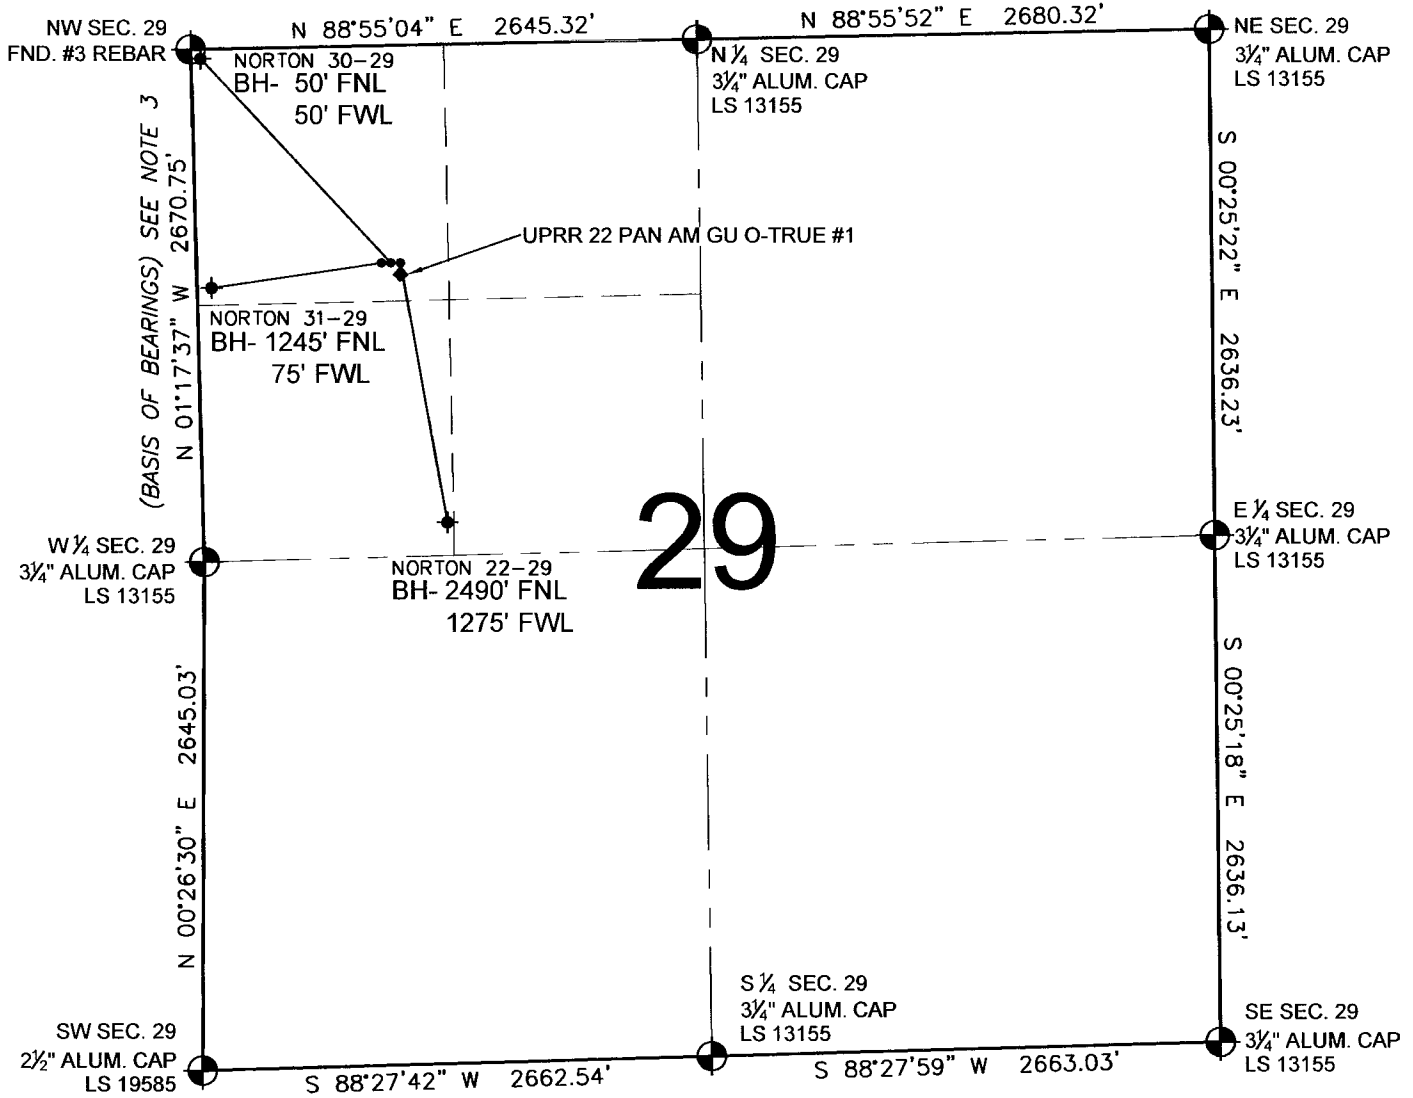 NW SEC. 29
FND. #3 REBAR
N 88°55'04" E 2645.32'
N 88°55'52" E 2680.32'
NE SEC. 29
3¼" ALUM. CAP
LS 13155
N ¼ SEC. 29
3¼" ALUM. CAP
LS 13155
NORTON 30-29
BH- 50' FNL
50' FWL
(BASIS OF BEARINGS) SEE NOTE 3
N 01°17'37" W 2670.75'
UPRR 22 PAN AM GU O-TRUE #1
S 00°25'22" E 2636.23'
NORTON 31-29
BH- 1245' FNL
75' FWL
29
E ¼ SEC. 29
3¼" ALUM. CAP
LS 13155
W ¼ SEC. 29
3¼" ALUM. CAP
LS 13155
NORTON 22-29
BH- 2490' FNL
1275' FWL
N 00°26'30" E 2645.03'
S 00°25'18" E 2636.13'
S ¼ SEC. 29
3¼" ALUM. CAP
LS 13155
SW SEC. 29
2½" ALUM. CAP
LS 19585
SE SEC. 29
3¼" ALUM. CAP
LS 13155
S 88°27'42" W 2662.54'
S 88°27'59" W 2663.03'